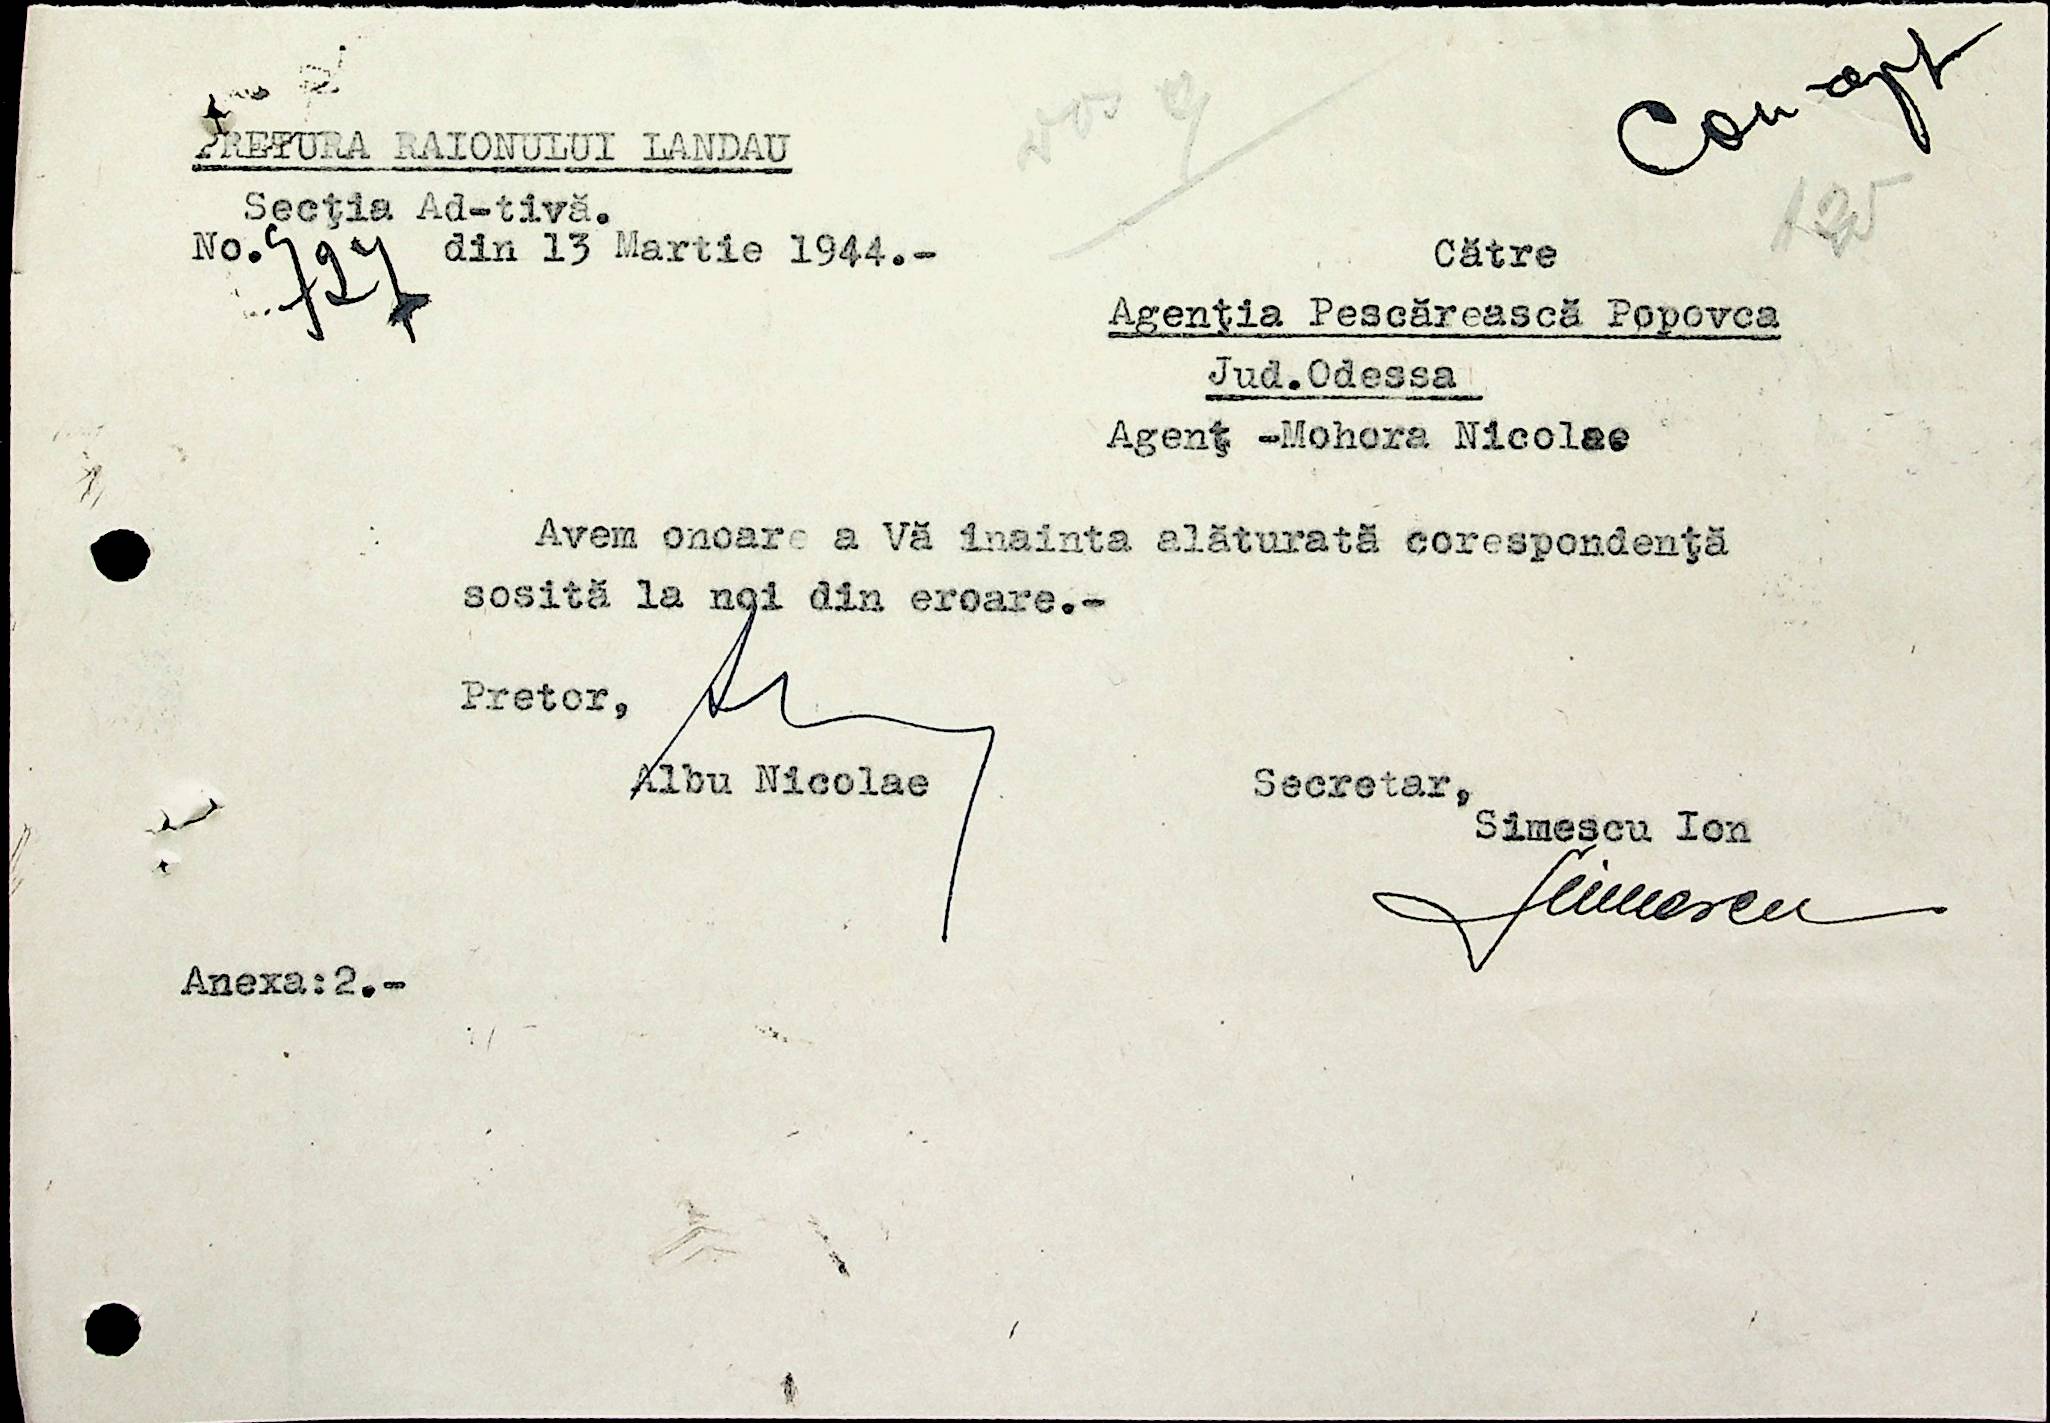 Concept
PRETURA RAIONULUI LANDAU
Secţia Ad-tivă.
No. 727 din 13 Martie 1944.-
Către
Agenţia Pescărească Popovca
Jud.Odessa
Agenţ -Mohora Nicolae
Avem onoare a Vă inainta alăturată corespondenţă
sosită la noi din eroare.-
Pretor,
Albu Nicolae
Secretar,
Simescu Ion
Simescu
Anexa:2.-